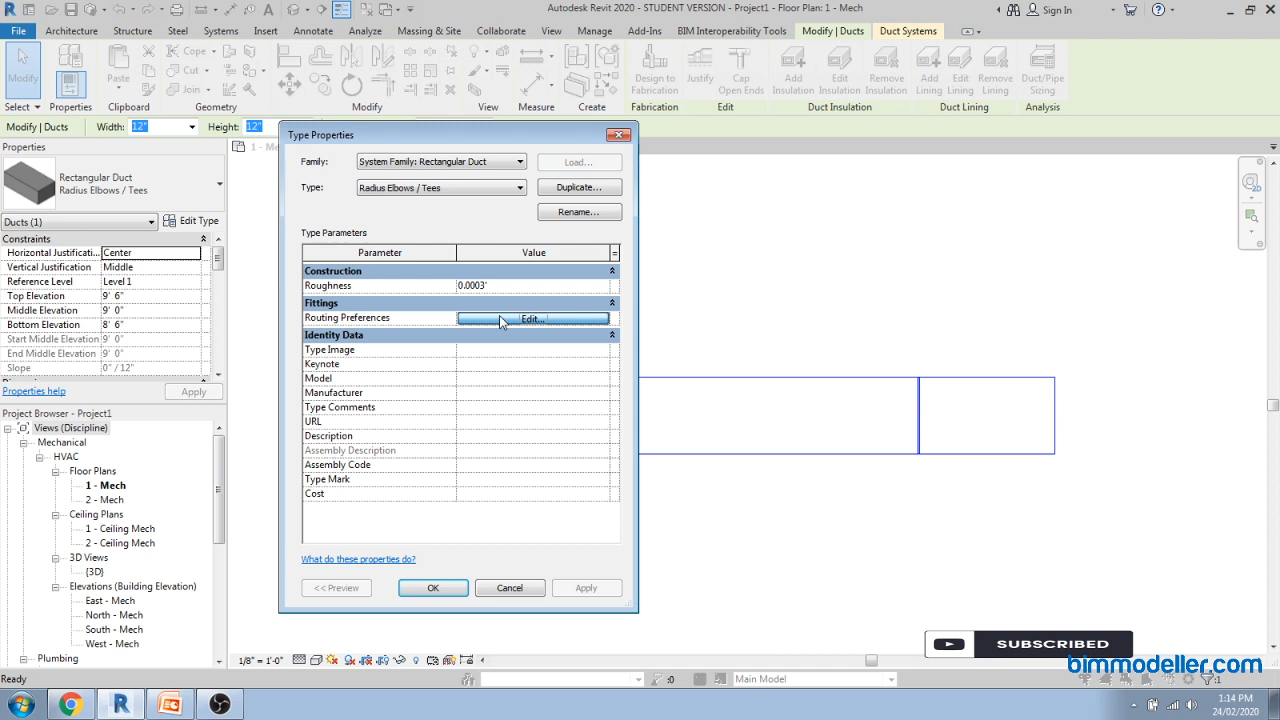 Autodesk Revit 2020 - STUDENT VERSION - Project1 - Floor Plan: 1 - Mech
Sign In
File Architecture Structure Steel Systems Insert Annotate Analyze Massing & Site Collaborate View Manage Add-Ins BIM Interoperability Tools Modify | Ducts Duct Systems
Modify Paste Cope Cut Join Design to Fabrication Justify Cap Open Ends Add Insulation Edit Insulation Remove Insulation Add Lining Edit Lining Remove Lining Duct/Pipe Sizing
Select Properties Clipboard Geometry Modify View Measure Create Fabrication Edit Duct Insulation Duct Lining Analysis
Modify | Ducts Width: 12" Height: 12"
Properties
Rectangular Duct
Radius Elbows / Tees
Ducts (1) Edit Type
Constraints
Horizontal Justificati... Center
Vertical Justification Middle
Reference Level Level 1
Top Elevation 9' 6"
Middle Elevation 9' 0"
Bottom Elevation 8' 6"
Start Middle Elevation 9' 0"
End Middle Elevation 9' 0"
Slope 0" / 12"
Properties help Apply
Project Browser - Project1
Views (Discipline)
Mechanical
HVAC
Floor Plans
1 - Mech
2 - Mech
Ceiling Plans
1 - Ceiling Mech
2 - Ceiling Mech
3D Views
{3D}
Elevations (Building Elevation)
East - Mech
North - Mech
South - Mech
West - Mech
Plumbing
1 - Me
Type Properties
Family: System Family: Rectangular Duct Load...
Type: Radius Elbows / Tees Duplicate...
Rename...
Type Parameters
Parameter Value =
Construction
Roughness 0.0003'
Fittings
Routing Preferences Edit...
Identity Data
Type Image
Keynote
Model
Manufacturer
Type Comments
URL
Description
Assembly Description
Assembly Code
Type Mark
Cost
What do these properties do?
<< Preview OK Cancel Apply
2D
SUBSCRIBED
bimmodeller.com
1/8" = 1'-0"
Ready :0 Main Model :1
1:14 PM
24/02/2020